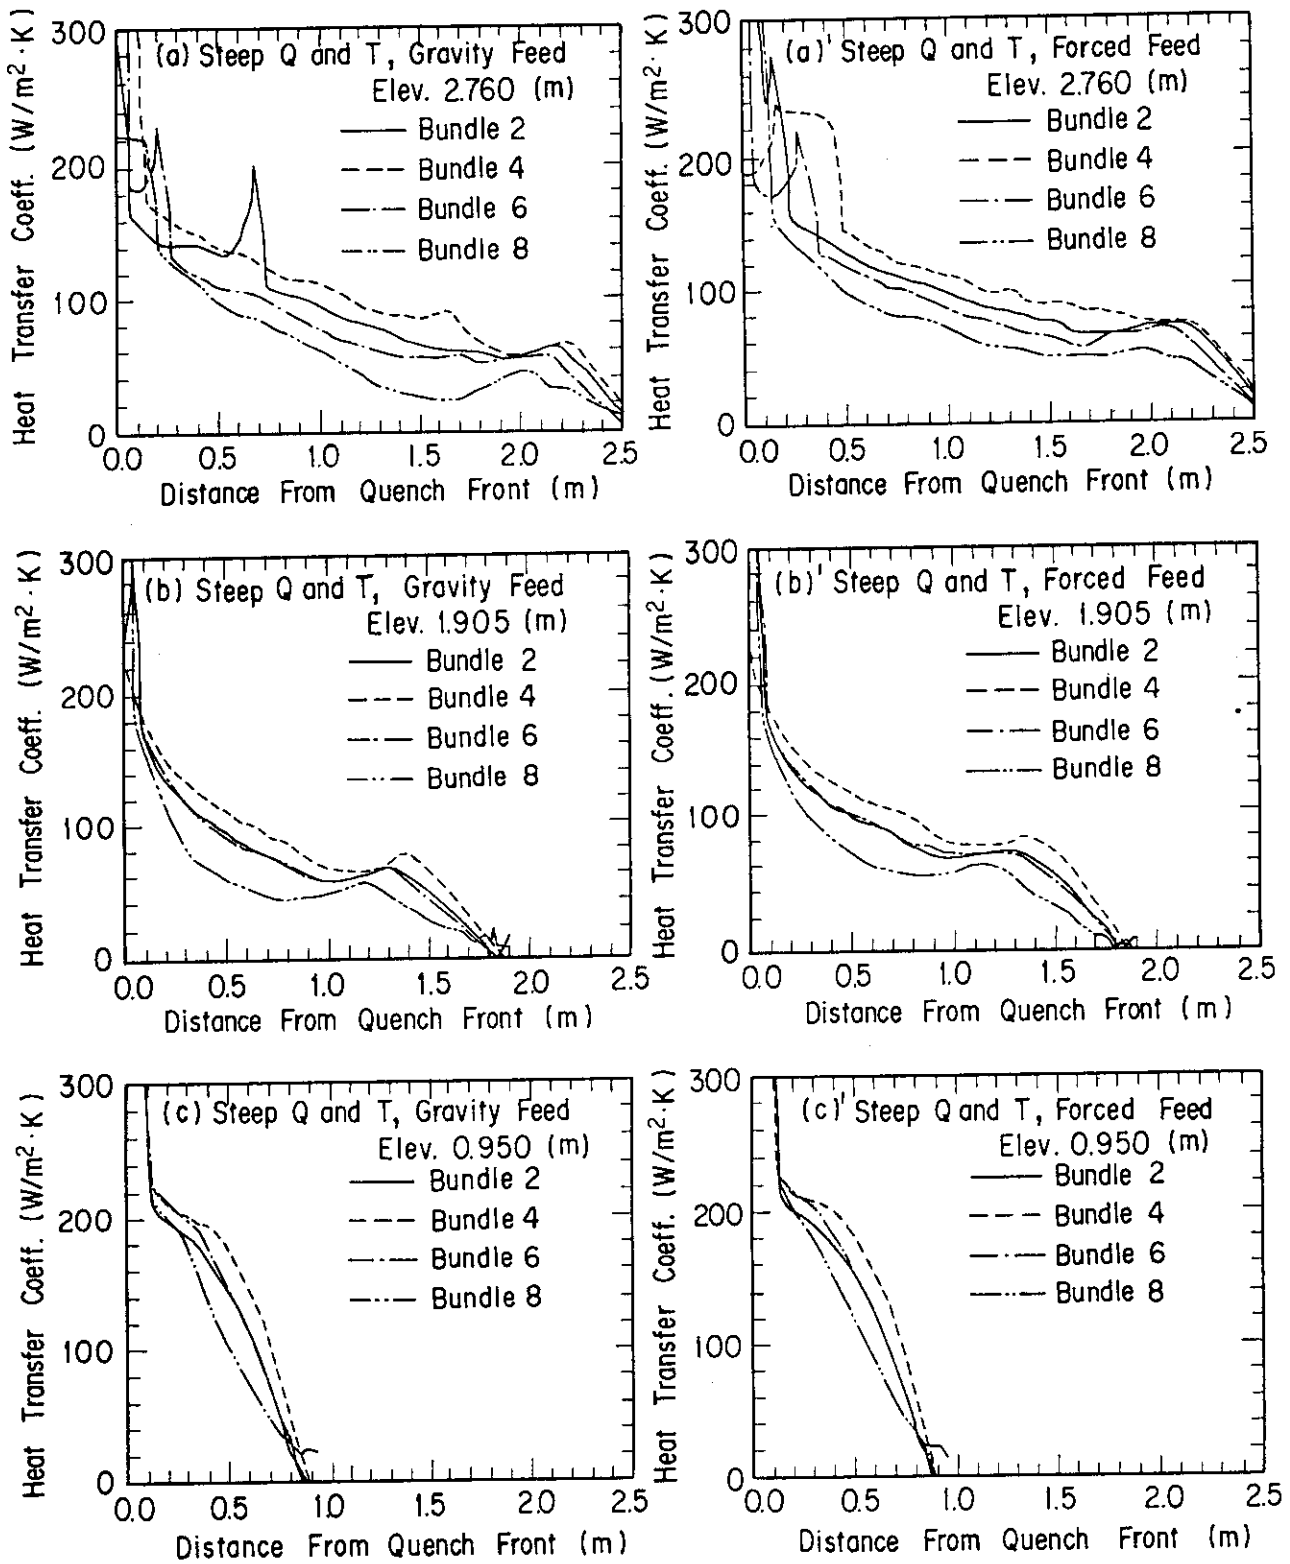 Heat Transfer Coeff. (W/m²·K)
300
200
100
0
(a) Steep Q and T, Gravity Feed
Elev. 2.760 (m)
Bundle 2
Bundle 4
Bundle 6
Bundle 8
0.0 0.5 1.0 1.5 2.0 2.5
Distance From Quench Front (m)
Heat Transfer Coeff. (W/m²·K)
300
200
100
0
(a)' Steep Q and T, Forced Feed
Elev. 2.760 (m)
Bundle 2
Bundle 4
Bundle 6
Bundle 8
0.0 0.5 1.0 1.5 2.0 2.5
Distance From Quench Front (m)
Heat Transfer Coeff. (W/m²·K)
300
200
100
0
(b) Steep Q and T, Gravity Feed
Elev. 1.905 (m)
Bundle 2
Bundle 4
Bundle 6
Bundle 8
0.0 0.5 1.0 1.5 2.0 2.5
Distance From Quench Front (m)
Heat Transfer Coeff. (W/m²·K)
300
200
100
0
(b)' Steep Q and T, Forced Feed
Elev. 1.905 (m)
Bundle 2
Bundle 4
Bundle 6
Bundle 8
0.0 0.5 1.0 1.5 2.0 2.5
Distance From Quench Front (m)
Heat Transfer Coeff. (W/m²·K)
300
200
100
0
(c) Steep Q and T, Gravity Feed
Elev. 0.950 (m)
Bundle 2
Bundle 4
Bundle 6
Bundle 8
0.0 0.5 1.0 1.5 2.0 2.5
Distance From Quench Front (m)
Heat Transfer Coeff. (W/m²·K)
300
200
100
0
(c)' Steep Q and T, Forced Feed
Elev. 0.950 (m)
Bundle 2
Bundle 4
Bundle 6
Bundle 8
0.0 0.5 1.0 1.5 2.0 2.5
Distance From Quench Front (m)